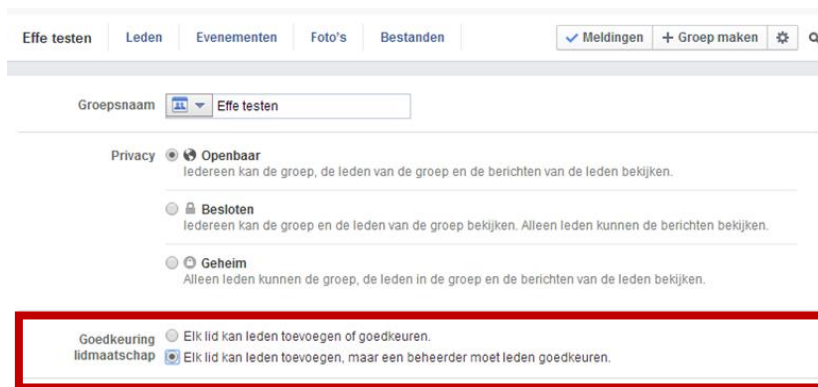 Effe testen Leden Evenementen Foto's Bestanden Meldingen + Groep maken
Groepsnaam Effe testen
Privacy Openbaar
Iedereen kan de groep, de leden van de groep en de berichten van de leden bekijken.
Besloten
Iedereen kan de groep en de leden van de groep bekijken. Alleen leden kunnen de berichten bekijken.
Geheim
Alleen leden kunnen de groep, de leden in de groep en de berichten van de leden bekijken.
Goedkeuring lidmaatschap
Elk lid kan leden toevoegen of goedkeuren.
Elk lid kan leden toevoegen, maar een beheerder moet leden goedkeuren.